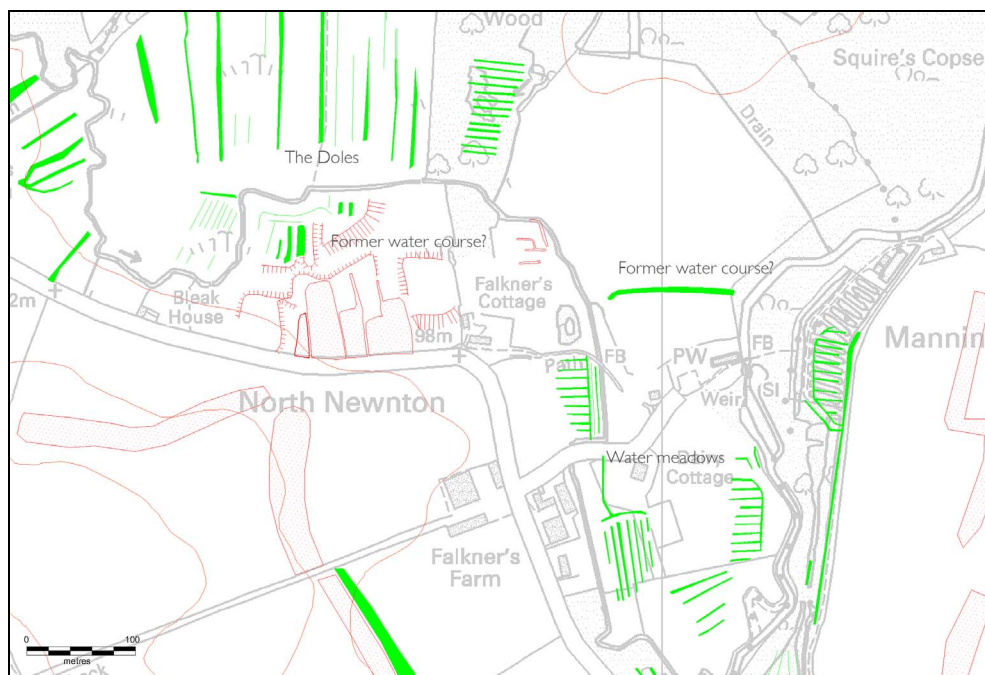 Wood
Squire's Copse
Drain
The Doles
Former water course?
Former water course?
Falkner's
Cottage
Bleak
House
2m
98m
FB
PW
FB
Mannin
Path
Weir
SI
North Newnton
Water meadows
Cottage
Falkner's
Farm
0 100
metres
ck